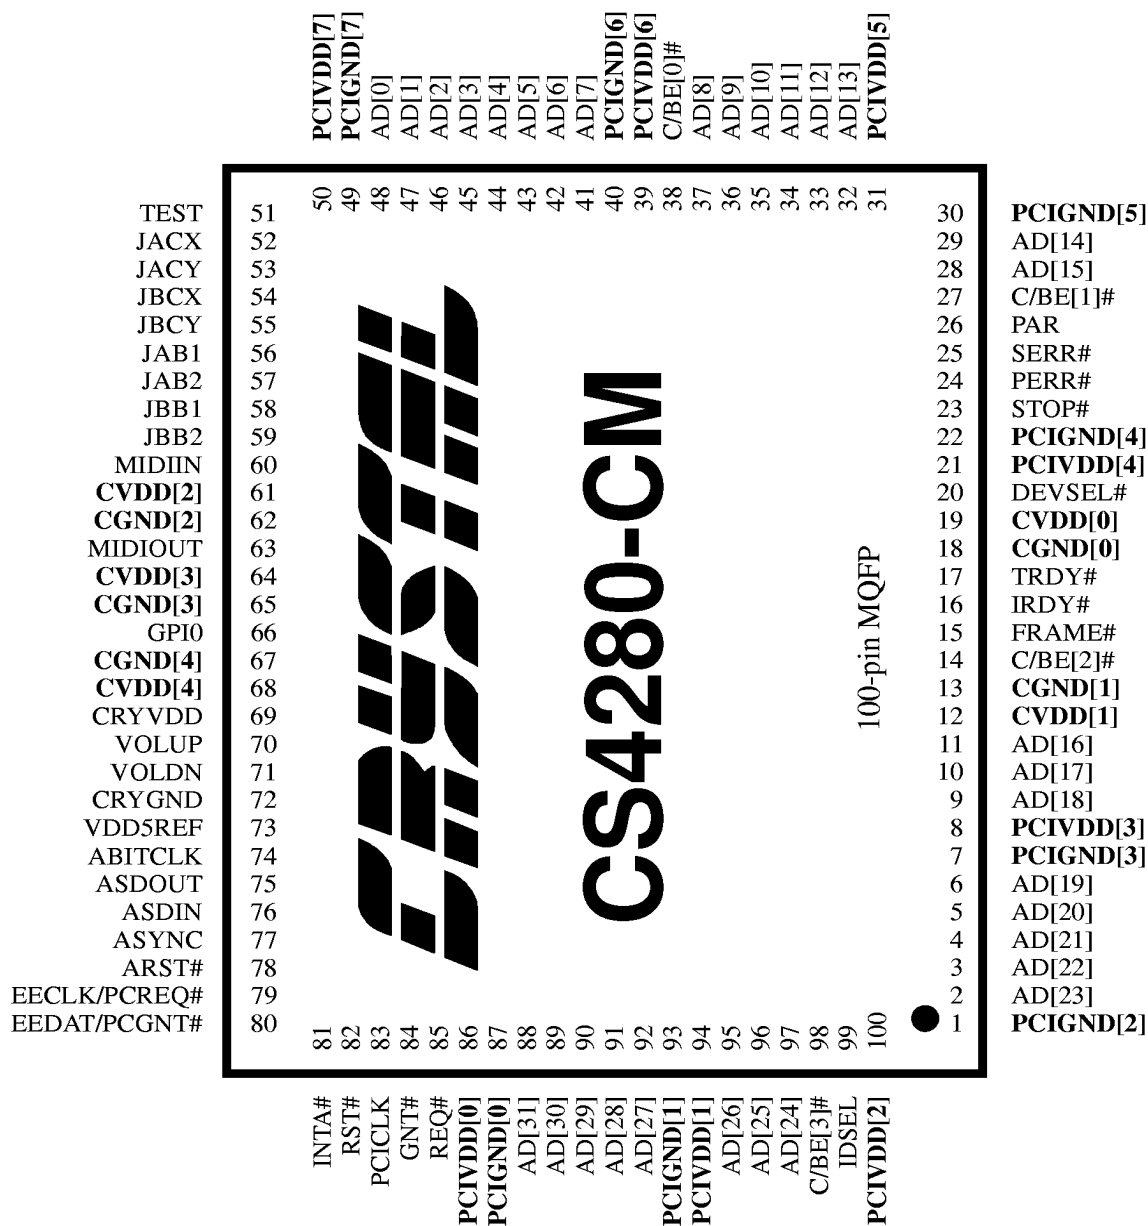 PCIVDD[7]
PCIGND[7]
AD[0]
AD[1]
AD[2]
AD[3]
AD[4]
AD[5]
AD[6]
AD[7]
PCIGND[6]
PCIVDD[6]
C/BE[0]#
AD[8]
AD[9]
AD[10]
AD[11]
AD[12]
AD[13]
PCIVDD[5]
50 49 48 47 46 45 44 43 42 41 40 39 38 37 36 35 34 33 32 31
TEST 51
JACX 52
JACY 53
JBCX 54
JBCY 55
JAB1 56
JAB2 57
JBB1 58
JBB2 59
MIDIIN 60
CVDD[2] 61
CGND[2] 62
MIDIOUT 63
CVDD[3] 64
CGND[3] 65
GPI0 66
CGND[4] 67
CVDD[4] 68
CRYVDD 69
VOLUP 70
VOLDN 71
CRYGND 72
VDD5REF 73
ABITCLK 74
ASDOUT 75
ASDIN 76
ASYNC 77
ARST# 78
EECLK/PCREQ# 79
EEDAT/PCGNT# 80
CRYSTAL
CS4280-CM
100-pin MQFP
30 PCIGND[5]
29 AD[14]
28 AD[15]
27 C/BE[1]#
26 PAR
25 SERR#
24 PERR#
23 STOP#
22 PCIGND[4]
21 PCIVDD[4]
20 DEVSEL#
19 CVDD[0]
18 CGND[0]
17 TRDY#
16 IRDY#
15 FRAME#
14 C/BE[2]#
13 CGND[1]
12 CVDD[1]
11 AD[16]
10 AD[17]
9 AD[18]
8 PCIVDD[3]
7 PCIGND[3]
6 AD[19]
5 AD[20]
4 AD[21]
3 AD[22]
2 AD[23]
1 PCIGND[2]
81 82 83 84 85 86 87 88 89 90 91 92 93 94 95 96 97 98 99 100
INTA#
RST#
PCICLK
GNT#
REQ#
PCIVDD[0]
PCIGND[0]
AD[31]
AD[30]
AD[29]
AD[28]
AD[27]
PCIGND[1]
PCIVDD[1]
AD[26]
AD[25]
AD[24]
C/BE[3]#
IDSEL
PCIVDD[2]